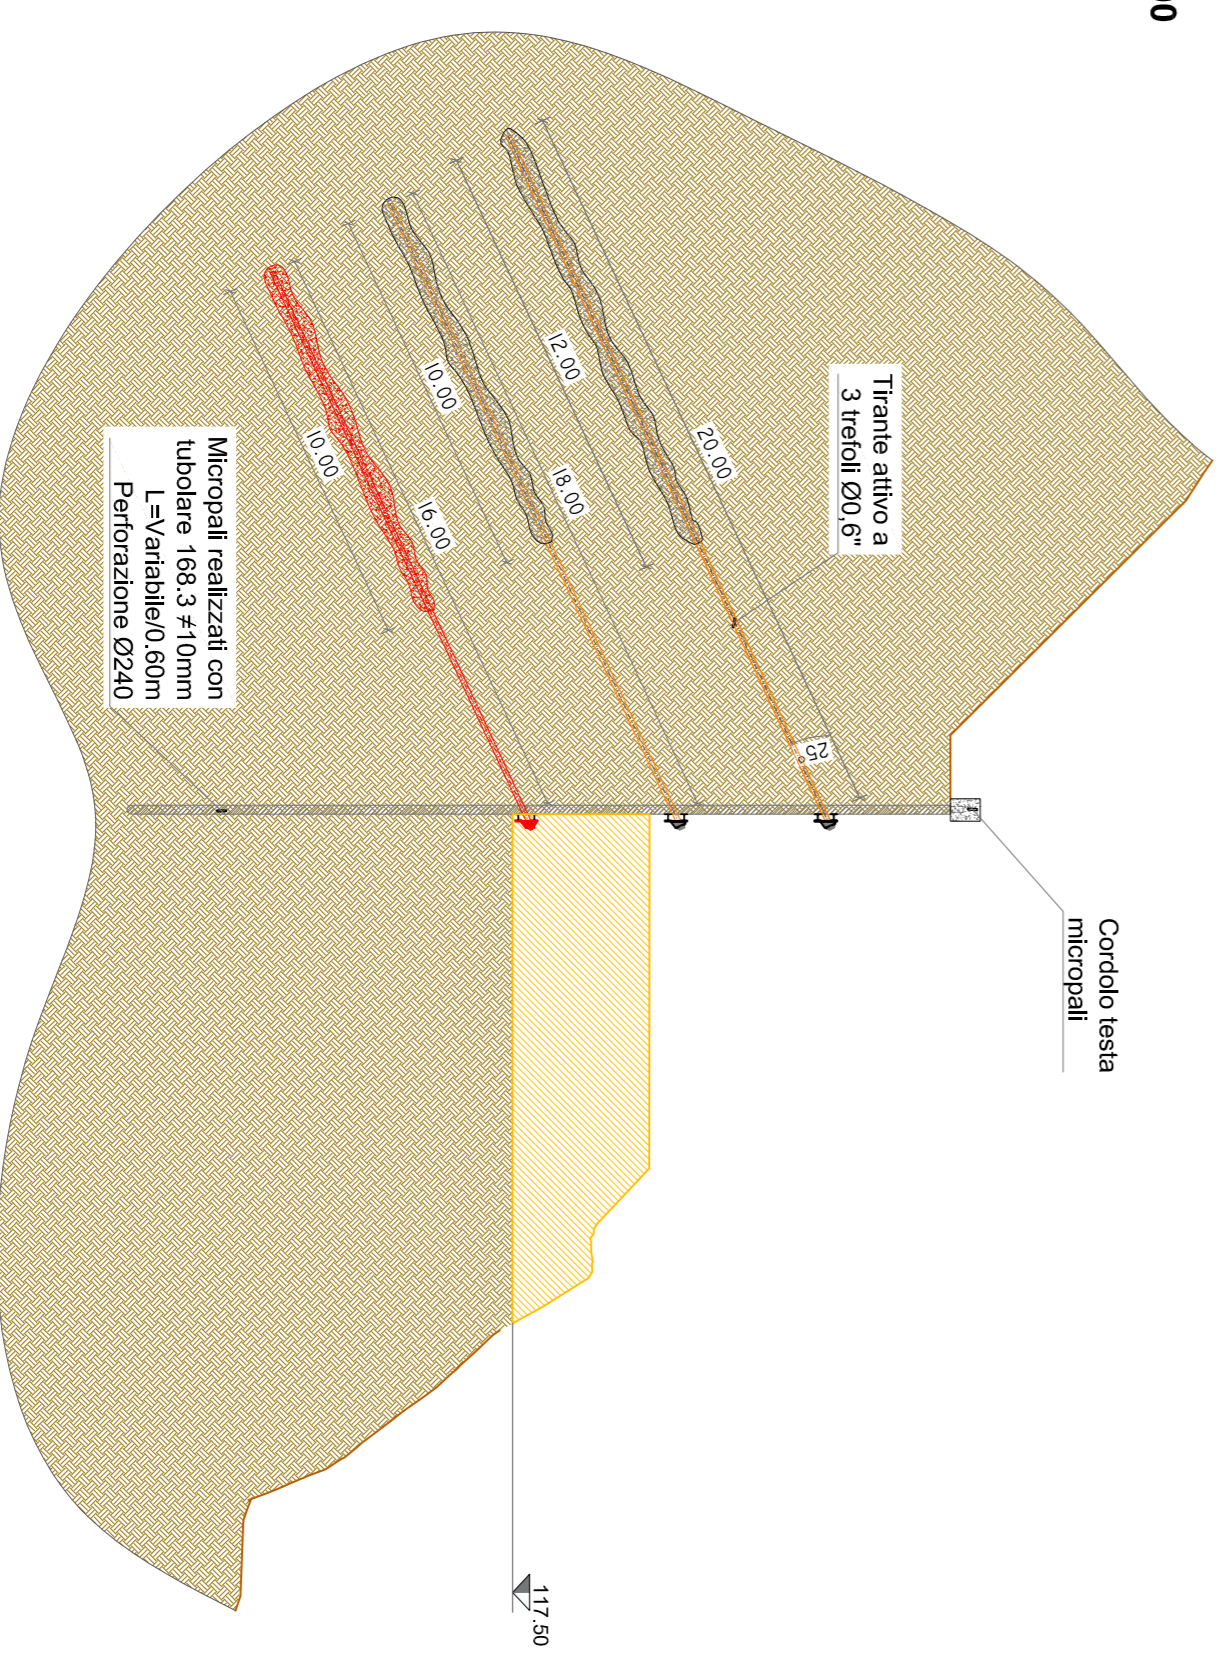 00
Cordolo testa
micropali
Tirante attivo a
3 trefoli Ø0,6"
25°
20.00
12.00
18.00
10.00
16.00
10.00
Micropali realizzati con
tubolare 168.3 ≠10mm
L=Variabile/0.60m
Perforazione Ø240
117.50